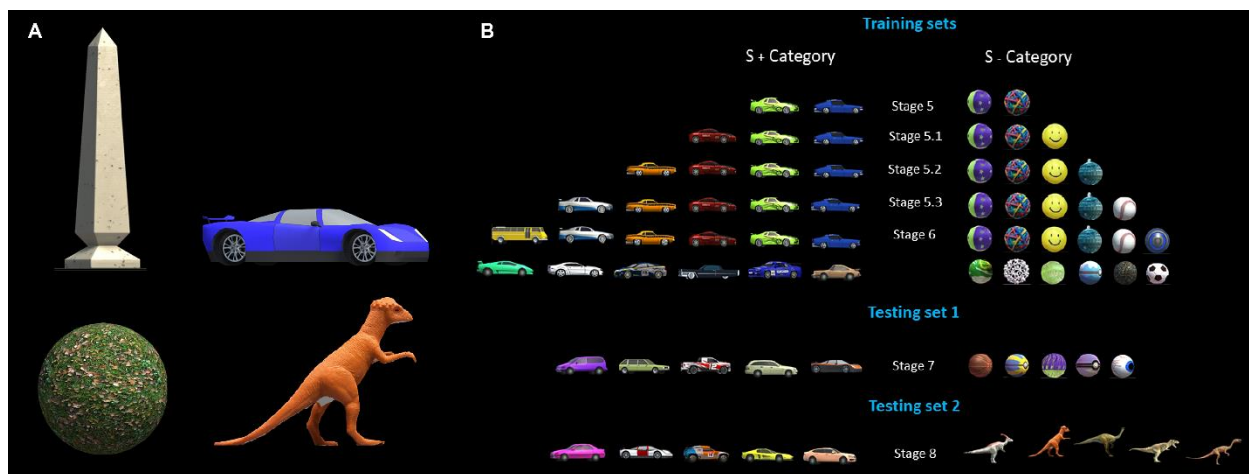 A
B
Training sets
S + Category
S - Category
Stage 5
Stage 5.1
Stage 5.2
Stage 5.3
Stage 6
Testing set 1
Stage 7
12
Testing set 2
Stage 8